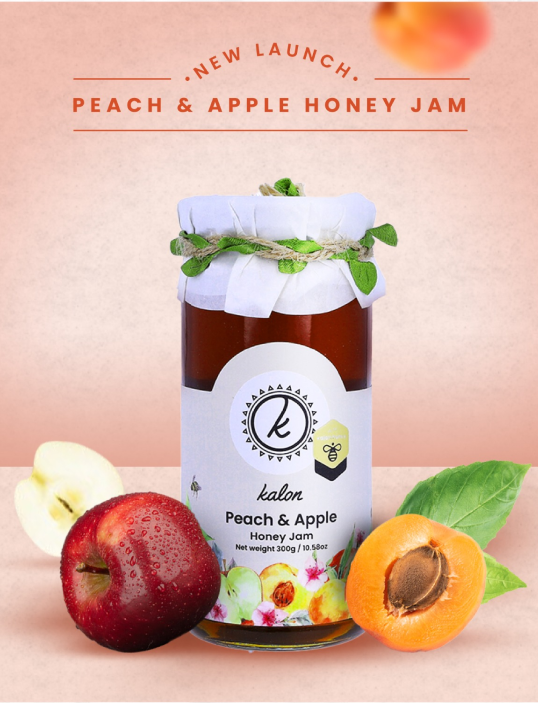 NEW LAUNCH
PEACH & APPLE HONEY JAM
k
kalon
Peach & Apple
Honey Jam
Net weight 300g / 10.58oz